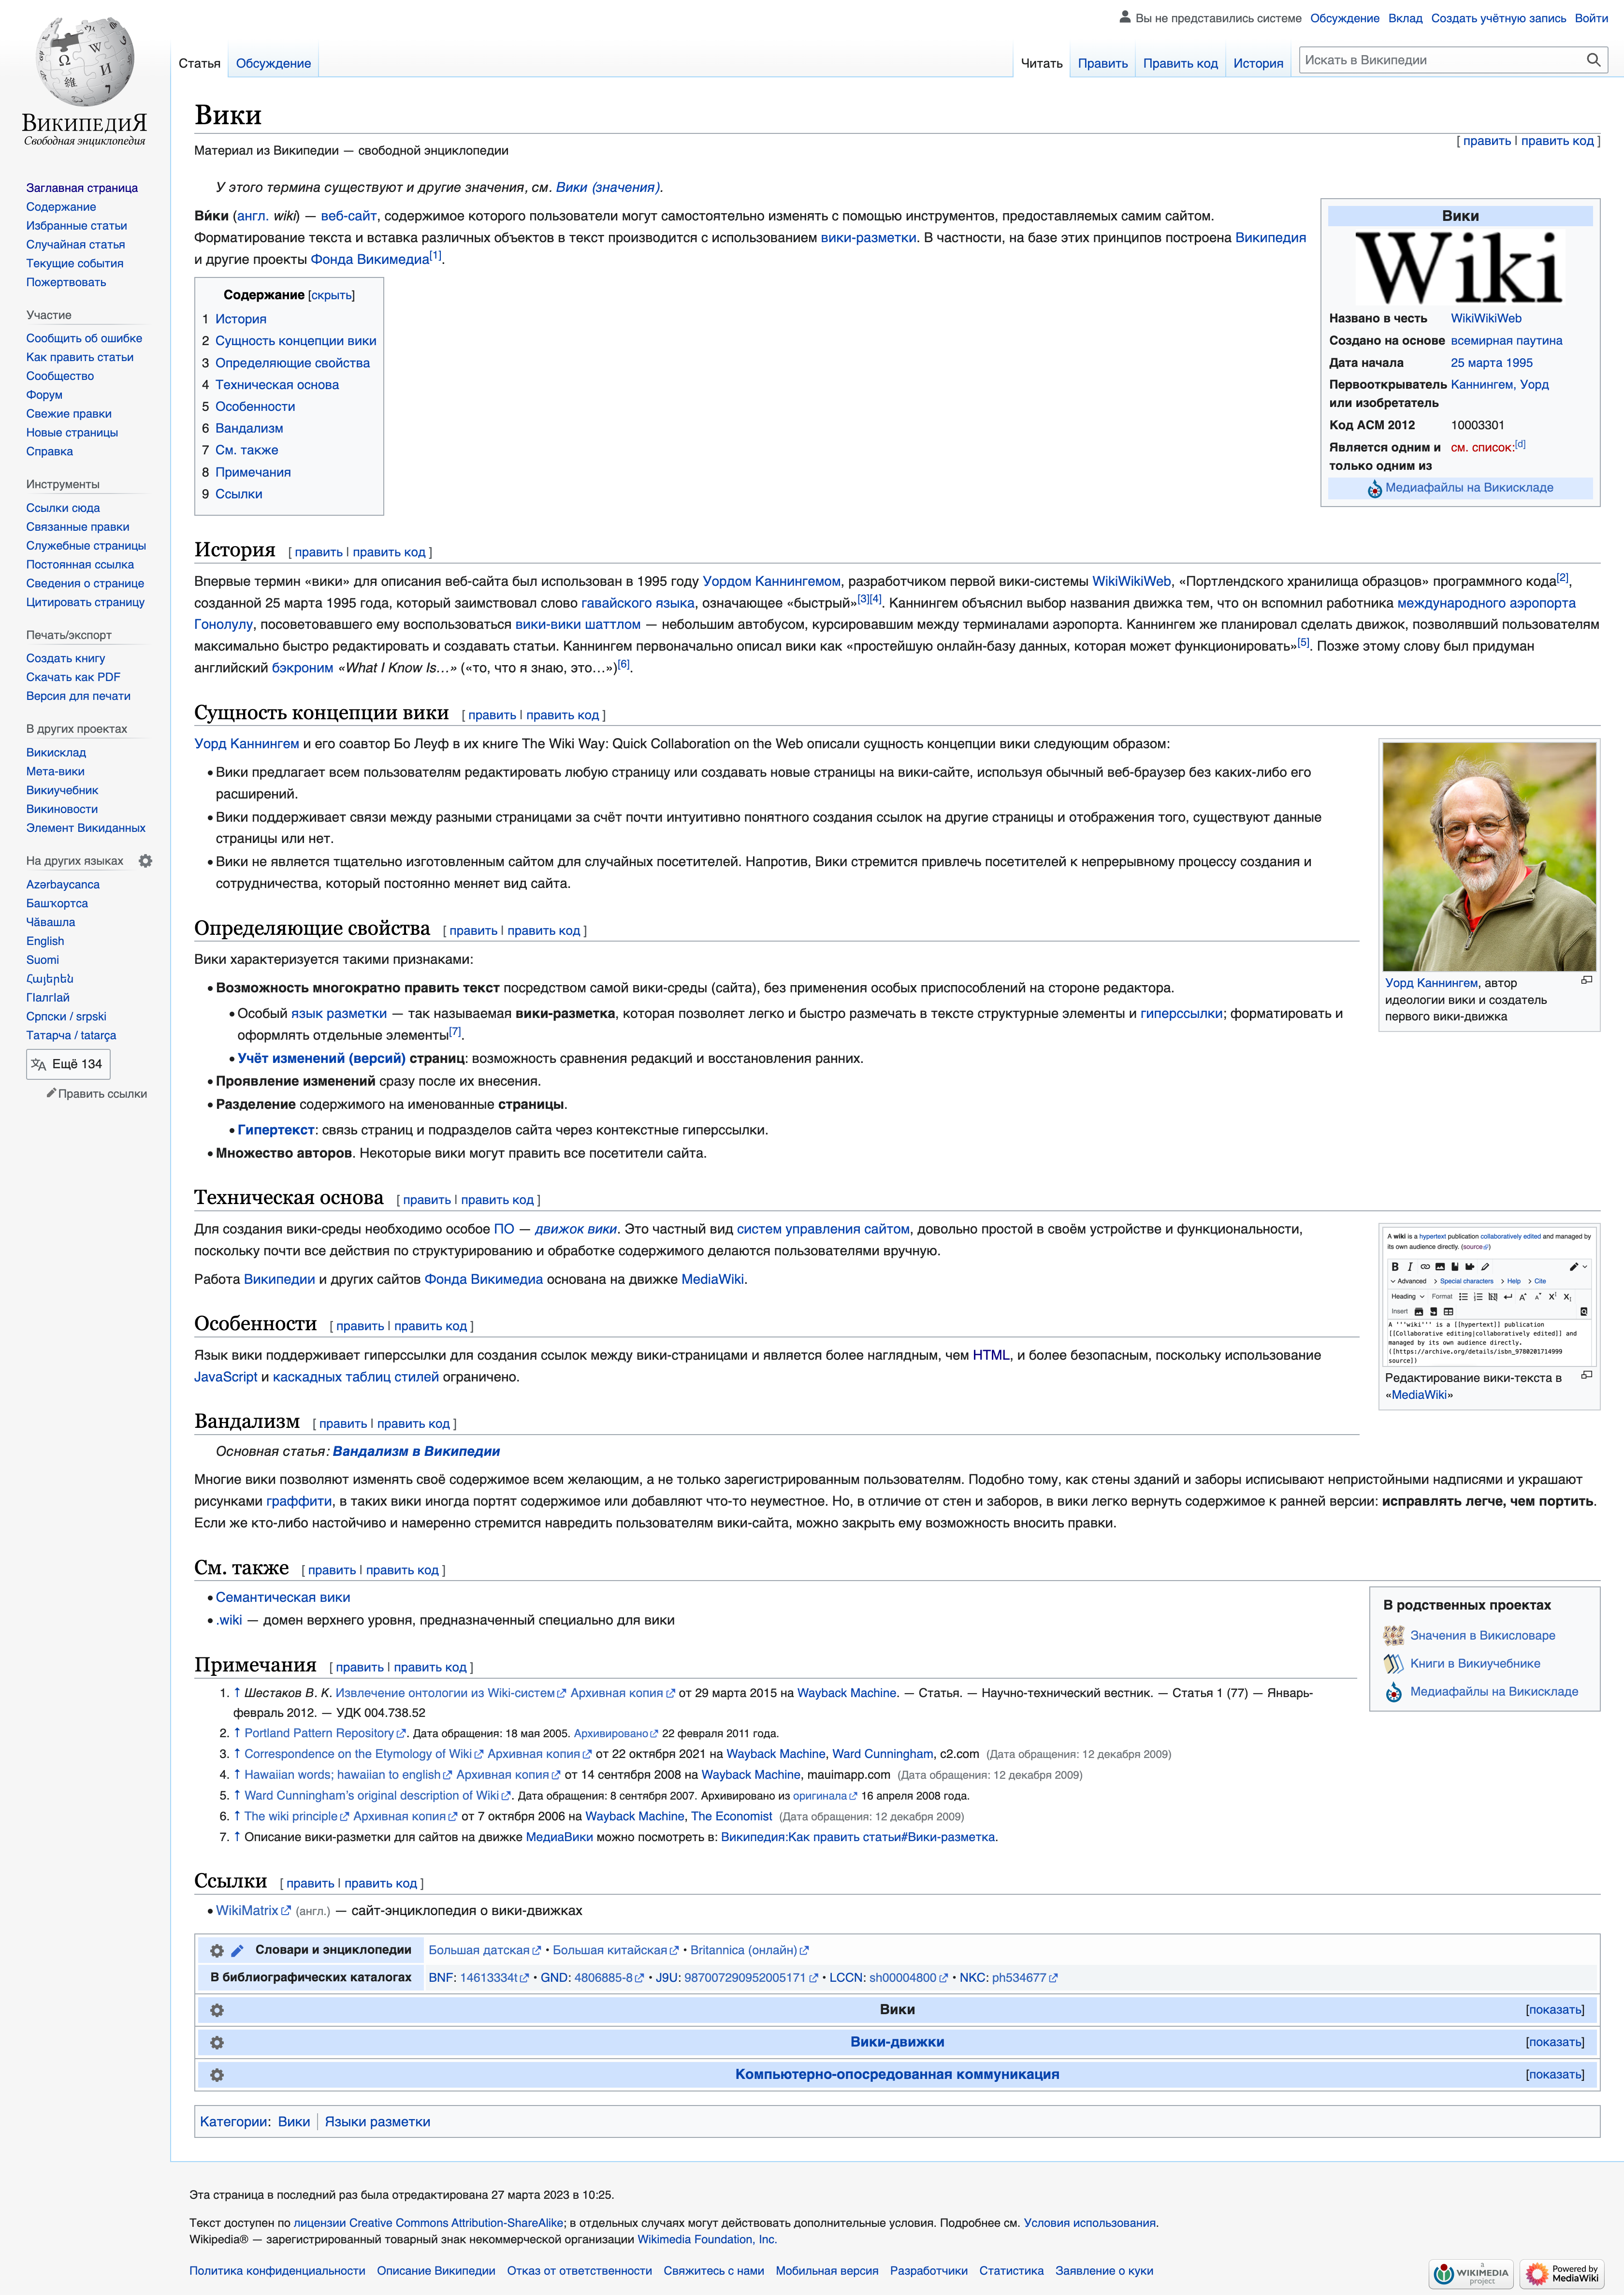 Вы не представились системе Обсуждение Вклад Создать учётную запись Войти
Статья Обсуждение Читать Править Править код История Искать в Википедии
ВИКИПЕДИЯ
Свободная энциклопедия
Заглавная страница
Содержание
Избранные статьи
Случайная статья
Текущие события
Пожертвовать
Участие
Сообщить об ошибке
Как править статьи
Сообщество
Форум
Свежие правки
Новые страницы
Справка
Инструменты
Ссылки сюда
Связанные правки
Служебные страницы
Постоянная ссылка
Сведения о странице
Цитировать страницу
Печать/экспорт
Создать книгу
Скачать как PDF
Версия для печати
В других проектах
Викисклад
Мета-вики
Викиучебник
Викиновости
Элемент Викиданных
На других языках
Azərbaycanca
Башҡортса
Чӑвашла
English
Suomi
Հայերեն
ГӀалгӀай
Српски / srpski
Татарча / tatarça
Ещё 134
Править ссылки
Вики
[ править | править код ]
Материал из Википедии — свободной энциклопедии
У этого термина существуют и другие значения, см. Вики (значения).
Ви́ки (англ. wiki) — веб-сайт, содержимое которого пользователи могут самостоятельно изменять с помощью инструментов, предоставляемых самим сайтом.
Форматирование текста и вставка различных объектов в текст производится с использованием вики-разметки. В частности, на базе этих принципов построена Википедия
и другие проекты Фонда Викимедиа[1].
Вики
Wiki
Названо в честь WikiWikiWeb
Создано на основе всемирная паутина
Дата начала 25 марта 1995
Первооткрыватель Каннингем, Уорд
или изобретатель
Код ACM 2012 10003301
Является одним и см. список:[d]
только одним из
Медиафайлы на Викискладе
Содержание [скрыть]
1 История
2 Сущность концепции вики
3 Определяющие свойства
4 Техническая основа
5 Особенности
6 Вандализм
7 См. также
8 Примечания
9 Ссылки
История [ править | править код ]
Впервые термин «вики» для описания веб-сайта был использован в 1995 году Уордом Каннингемом, разработчиком первой вики-системы WikiWikiWeb, «Портлендского хранилища образцов» программного кода[2],
созданной 25 марта 1995 года, который заимствовал слово гавайского языка, означающее «быстрый»[3][4]. Каннингем объяснил выбор названия движка тем, что он вспомнил работника международного аэропорта
Гонолулу, посоветовавшего ему воспользоваться вики-вики шаттлом — небольшим автобусом, курсировавшим между терминалами аэропорта. Каннингем же планировал сделать движок, позволявший пользователям
максимально быстро редактировать и создавать статьи. Каннингем первоначально описал вики как «простейшую онлайн-базу данных, которая может функционировать»[5]. Позже этому слову был придуман
английский бэкроним «What I Know Is…» («то, что я знаю, это…»)[6].
Сущность концепции вики [ править | править код ]
Уорд Каннингем и его соавтор Бо Леуф в их книге The Wiki Way: Quick Collaboration on the Web описали сущность концепции вики следующим образом:
• Вики предлагает всем пользователям редактировать любую страницу или создавать новые страницы на вики-сайте, используя обычный веб-браузер без каких-либо его
расширений.
• Вики поддерживает связи между разными страницами за счёт почти интуитивно понятного создания ссылок на другие страницы и отображения того, существуют данные
страницы или нет.
• Вики не является тщательно изготовленным сайтом для случайных посетителей. Напротив, Вики стремится привлечь посетителей к непрерывному процессу создания и
сотрудничества, который постоянно меняет вид сайта.
Уорд Каннингем, автор
идеологии вики и создатель
первого вики-движка
Определяющие свойства [ править | править код ]
Вики характеризуется такими признаками:
• Возможность многократно править текст посредством самой вики-среды (сайта), без применения особых приспособлений на стороне редактора.
• Особый язык разметки — так называемая вики-разметка, которая позволяет легко и быстро размечать в тексте структурные элементы и гиперссылки; форматировать и
оформлять отдельные элементы[7].
• Учёт изменений (версий) страниц: возможность сравнения редакций и восстановления ранних.
• Проявление изменений сразу после их внесения.
• Разделение содержимого на именованные страницы.
• Гипертекст: связь страниц и подразделов сайта через контекстные гиперссылки.
• Множество авторов. Некоторые вики могут править все посетители сайта.
Техническая основа [ править | править код ]
Для создания вики-среды необходимо особое ПО — движок вики. Это частный вид систем управления сайтом, довольно простой в своём устройстве и функциональности,
поскольку почти все действия по структурированию и обработке содержимого делаются пользователями вручную.
Работа Википедии и других сайтов Фонда Викимедиа основана на движке MediaWiki.
A wiki is a hypertext publication collaboratively edited and managed by
its own audience directly. (source)
B I
Advanced Special characters Help Cite
Heading Format
Insert
A '''wiki''' is a [[hypertext]] publication
[[Collaborative editing|collaboratively edited]] and
managed by its own audience directly.
([https://archive.org/details/isbn_9780201714999
source])
Редактирование вики-текста в
«MediaWiki»
Особенности [ править | править код ]
Язык вики поддерживает гиперссылки для создания ссылок между вики-страницами и является более наглядным, чем HTML, и более безопасным, поскольку использование
JavaScript и каскадных таблиц стилей ограничено.
Вандализм [ править | править код ]
Основная статья: Вандализм в Википедии
Многие вики позволяют изменять своё содержимое всем желающим, а не только зарегистрированным пользователям. Подобно тому, как стены зданий и заборы исписывают непристойными надписями и украшают
рисунками граффити, в таких вики иногда портят содержимое или добавляют что-то неуместное. Но, в отличие от стен и заборов, в вики легко вернуть содержимое к ранней версии: исправлять легче, чем портить.
Если же кто-либо настойчиво и намеренно стремится навредить пользователям вики-сайта, можно закрыть ему возможность вносить правки.
См. также [ править | править код ]
• Семантическая вики
• .wiki — домен верхнего уровня, предназначенный специально для вики
В родственных проектах
Значения в Викисловаре
Книги в Викиучебнике
Медиафайлы на Викискладе
Примечания [ править | править код ]
1. ↑ Шестаков В. К. Извлечение онтологии из Wiki-систем Архивная копия от 29 марта 2015 на Wayback Machine. — Статья. — Научно-технический вестник. — Статья 1 (77) — Январь-
февраль 2012. — УДК 004.738.52
2. ↑ Portland Pattern Repository. Дата обращения: 18 мая 2005. Архивировано 22 февраля 2011 года.
3. ↑ Correspondence on the Etymology of Wiki Архивная копия от 22 октября 2021 на Wayback Machine, Ward Cunningham, c2.com (Дата обращения: 12 декабря 2009)
4. ↑ Hawaiian words; hawaiian to english Архивная копия от 14 сентября 2008 на Wayback Machine, mauimapp.com (Дата обращения: 12 декабря 2009)
5. ↑ Ward Cunningham's original description of Wiki. Дата обращения: 8 сентября 2007. Архивировано из оригинала 16 апреля 2008 года.
6. ↑ The wiki principle Архивная копия от 7 октября 2006 на Wayback Machine, The Economist (Дата обращения: 12 декабря 2009)
7. ↑ Описание вики-разметки для сайтов на движке МедиаВики можно посмотреть в: Википедия:Как править статьи#Вики-разметка.
Ссылки [ править | править код ]
• WikiMatrix (англ.) — сайт-энциклопедия о вики-движках
Словари и энциклопедии Большая датская • Большая китайская • Britannica (онлайн)
В библиографических каталогах BNF: 14613334t • GND: 4806885-8 • J9U: 987007290952005171 • LCCN: sh00004800 • NKC: ph534677
Вики [показать]
Вики-движки [показать]
Компьютерно-опосредованная коммуникация [показать]
Категории: Вики | Языки разметки
Эта страница в последний раз была отредактирована 27 марта 2023 в 10:25.
Текст доступен по лицензии Creative Commons Attribution-ShareAlike; в отдельных случаях могут действовать дополнительные условия. Подробнее см. Условия использования.
Wikipedia® — зарегистрированный товарный знак некоммерческой организации Wikimedia Foundation, Inc.
Политика конфиденциальности Описание Википедии Отказ от ответственности Свяжитесь с нами Мобильная версия Разработчики Статистика Заявление о куки
a WIKIMEDIA project
Powered by MediaWiki